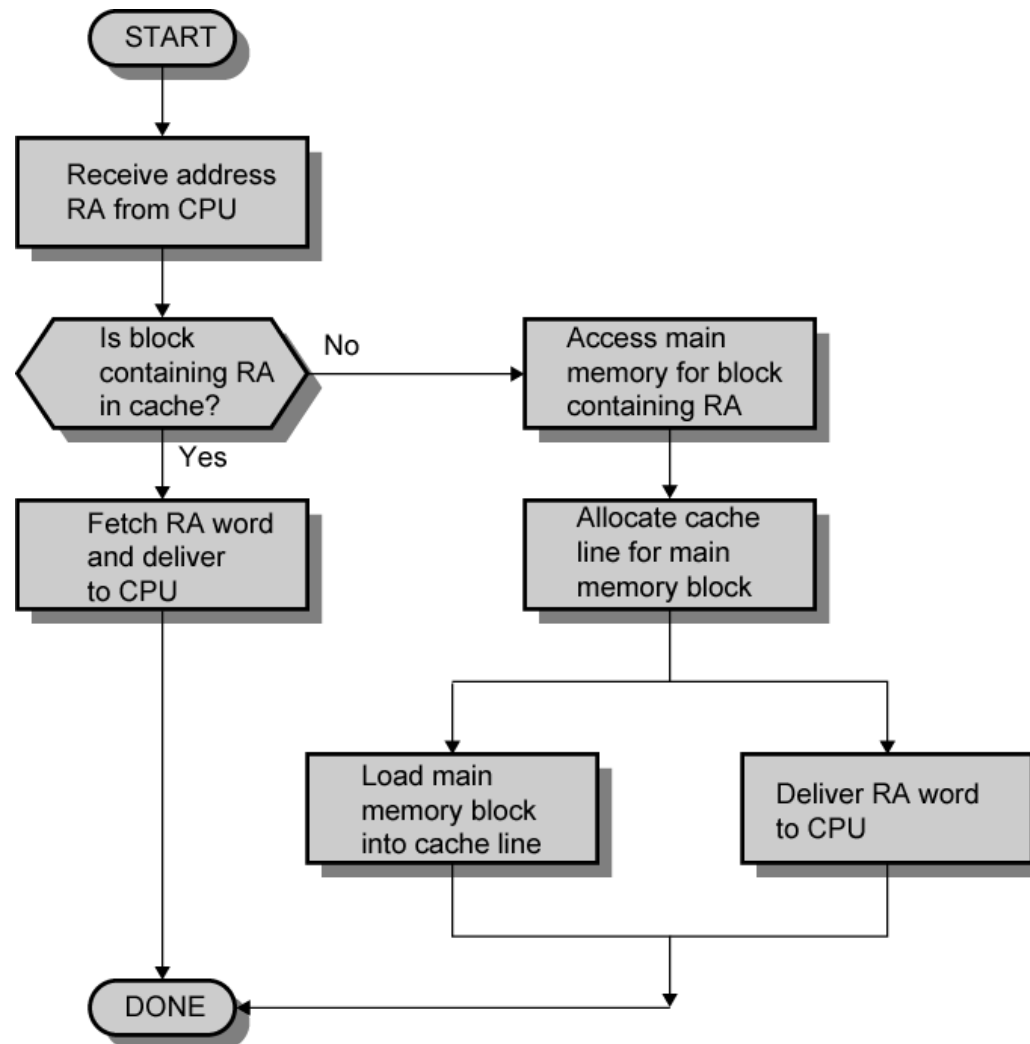 START
Receive address
RA from CPU
Is block
containing RA
in cache?
No
Access main
memory for block
containing RA
Yes
Fetch RA word
and deliver
to CPU
Allocate cache
line for main
memory block
Load main
memory block
into cache line
Deliver RA word
to CPU
DONE